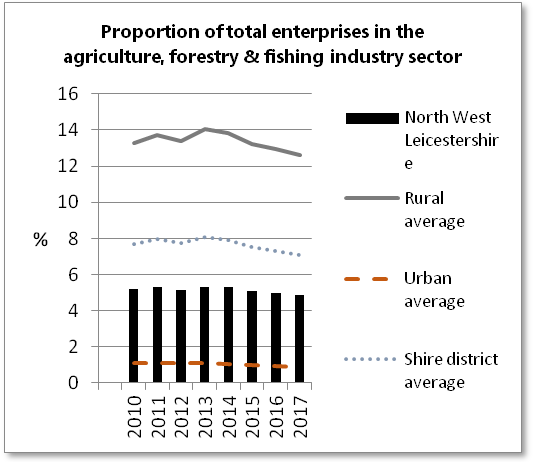 Proportion of total enterprises in the
agriculture, forestry & fishing industry sector
16
14
12
10
8
6
4
2
0
%
2010
2011
2012
2013
2014
2015
2016
2017
North West
Leicestershir
e
Rural
average
Urban
average
Shire district
average